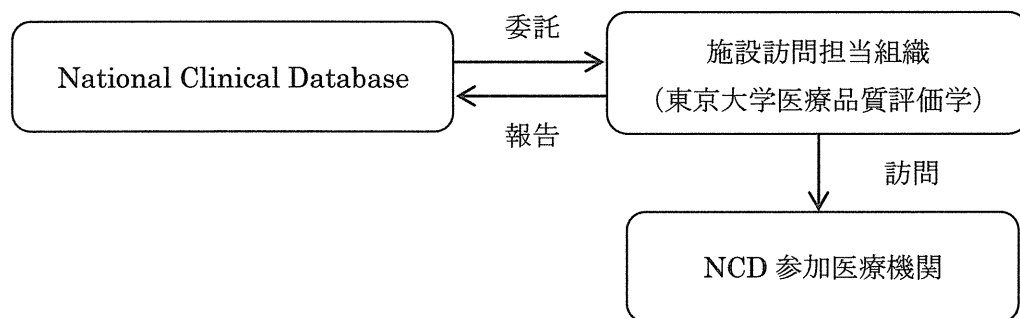 委託
National Clinical Database
施設訪問担当組織
（東京大学医療品質評価学）
報告
訪問
NCD 参加医療機関